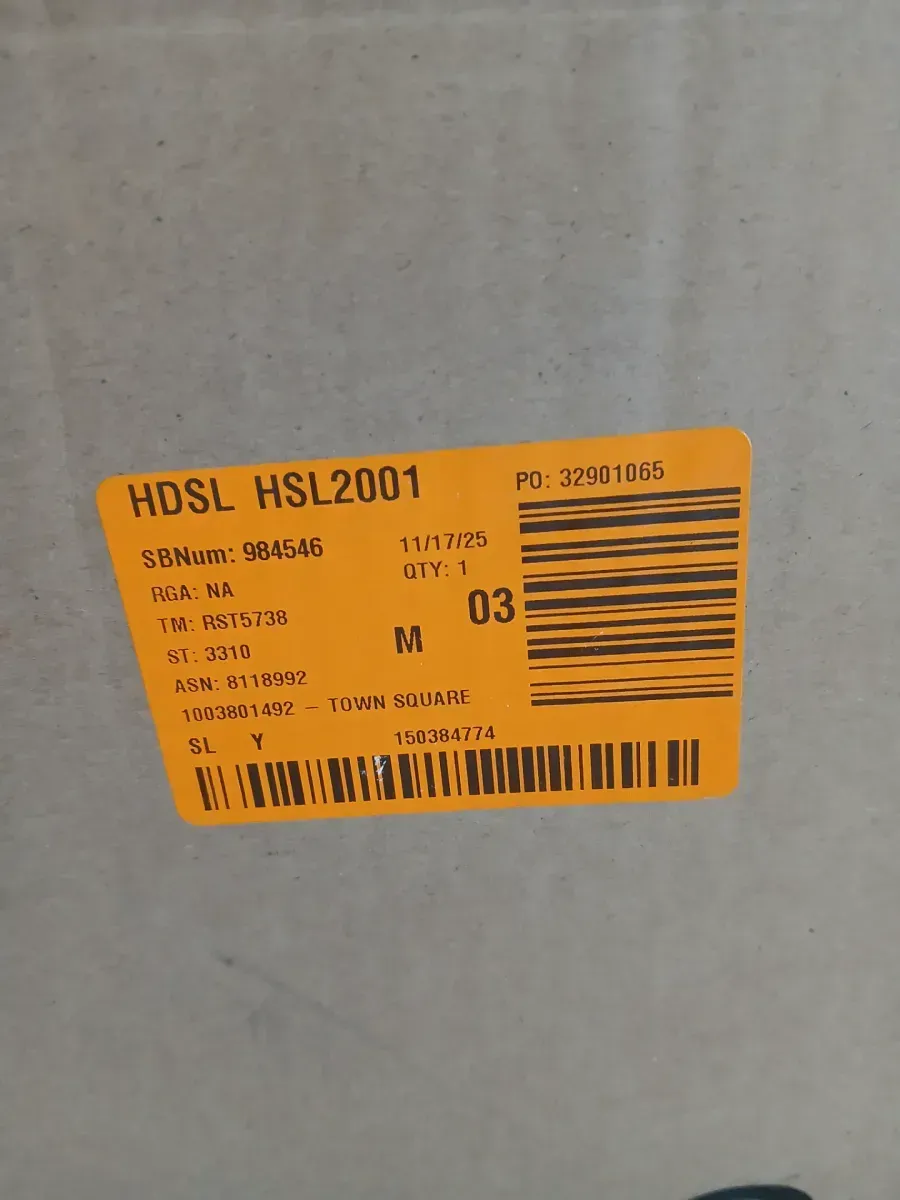 HDSL HSL2001
PO: 32901065
SBNum: 984546
11/17/25
RGA: NA
QTY: 1
TM: RST5738
03
ST: 3310
M
ASN: 8118992
1003801492 – TOWN SQUARE
SL Y
150384774